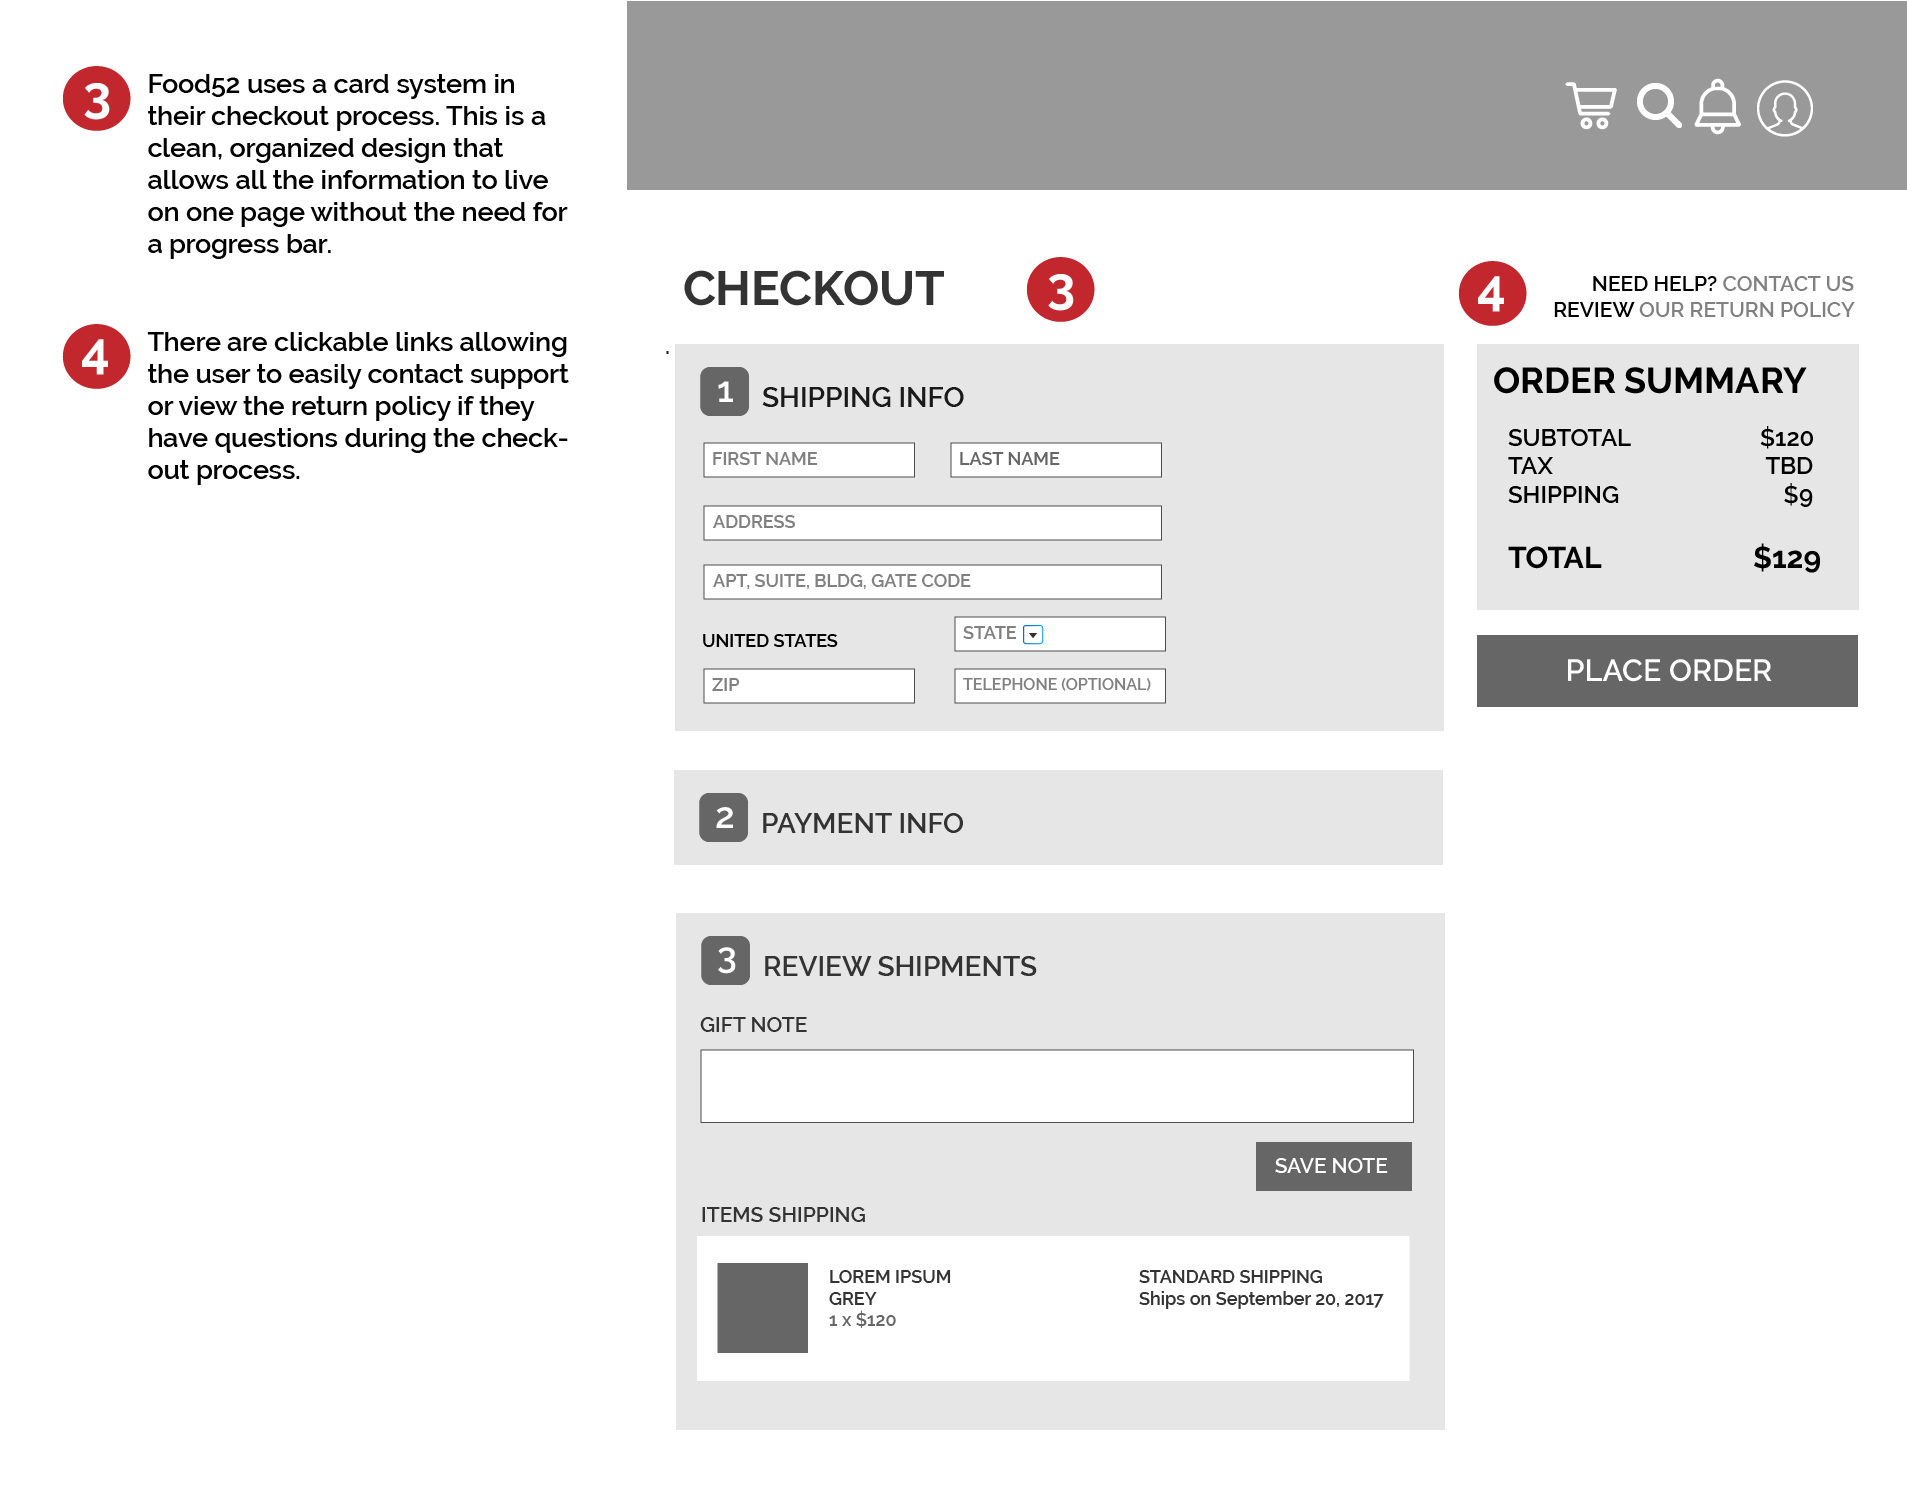 3
Food52 uses a card system in
their checkout process. This is a
clean, organized design that
allows all the information to live
on one page without the need for
a progress bar.
4
There are clickable links allowing
the user to easily contact support
or view the return policy if they
have questions during the check-
out process.
CHECKOUT 3
4 NEED HELP? CONTACT US
REVIEW OUR RETURN POLICY
.
1 SHIPPING INFO
FIRST NAME LAST NAME
ADDRESS
APT, SUITE, BLDG, GATE CODE
UNITED STATES STATE
ZIP TELEPHONE (OPTIONAL)
ORDER SUMMARY
SUBTOTAL $120
TAX TBD
SHIPPING $9
TOTAL $129
PLACE ORDER
2 PAYMENT INFO
3 REVIEW SHIPMENTS
GIFT NOTE
SAVE NOTE
ITEMS SHIPPING
LOREM IPSUM STANDARD SHIPPING
GREY Ships on September 20, 2017
1 x $120